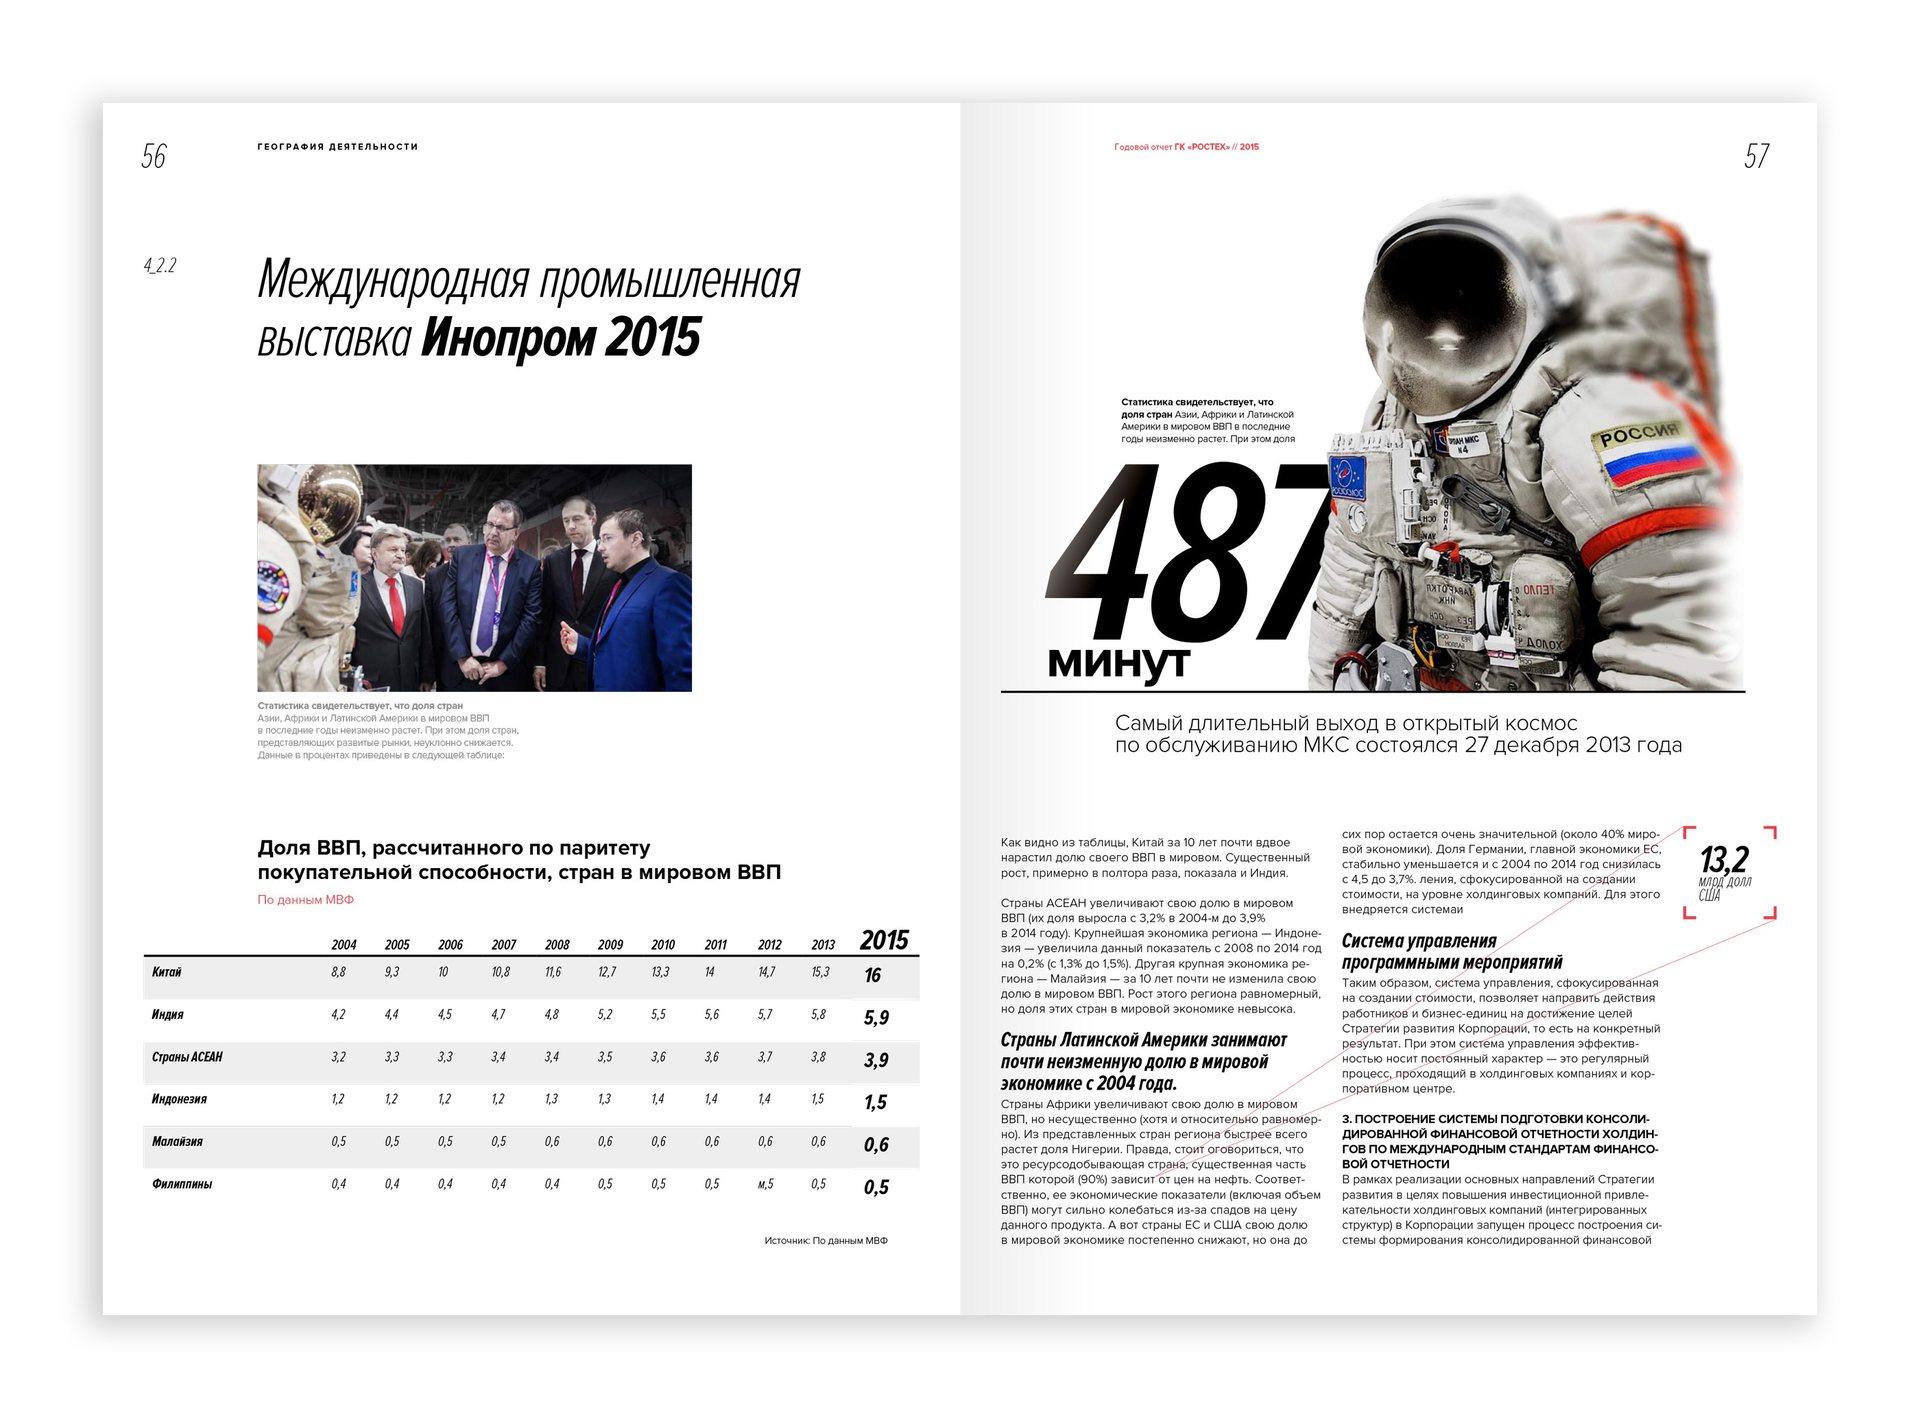 56
ГЕОГРАФИЯ ДЕЯТЕЛЬНОСТИ
4_2.2
Международная промышленная
выставка Инопром 2015
Статистика свидетельствует, что доля стран
Азии, Африки и Латинской Америки в мировом ВВП
в последние годы неизменно растет. При этом доля стран,
представляющих развитые рынки, неуклонно снижается.
Данные в процентах приведены в следующей таблице:
Доля ВВП, рассчитанного по паритету
покупательной способности, стран в мировом ВВП
По данным МВФ
2004 2005 2006 2007 2008 2009 2010 2011 2012 2013 2015
Китай 8,8 9,3 10 10,8 11,6 12,7 13,3 14 14,7 15,3 16
Индия 4,2 4,4 4,5 4,7 4,8 5,2 5,5 5,6 5,7 5,8 5,9
Страны АСЕАН 3,2 3,3 3,3 3,4 3,4 3,5 3,6 3,6 3,7 3,8 3,9
Индонезия 1,2 1,2 1,2 1,2 1,3 1,3 1,4 1,4 1,4 1,5 1,5
Малайзия 0,5 0,5 0,5 0,5 0,6 0,6 0,6 0,6 0,6 0,6 0,6
Филиппины 0,4 0,4 0,4 0,4 0,4 0,5 0,5 0,5 м,5 0,5 0,5
Источник: По данным МВФ
Годовой отчет ГК «РОСТЕХ» // 2015
57
Статистика свидетельствует, что
доля стран Азии, Африки и Латинской
Америки в мировом ВВП в последние
годы неизменно растет. При этом доля
487
минут
РОССИЯ
ОРЛАН МКС
N4
Самый длительный выход в открытый космос
по обслуживанию МКС состоялся 27 декабря 2013 года
Как видно из таблицы, Китай за 10 лет почти вдвое
нарастил долю своего ВВП в мировом. Существенный
рост, примерно в полтора раза, показала и Индия.
Страны АСЕАН увеличивают свою долю в мировом
ВВП (их доля выросла с 3,2% в 2004-м до 3,9%
в 2014 году). Крупнейшая экономика региона — Индоне-
зия — увеличила данный показатель с 2008 по 2014 год
на 0,2% (с 1,3% до 1,5%). Другая крупная экономика ре-
гиона — Малайзия — за 10 лет почти не изменила свою
долю в мировом ВВП. Рост этого региона равномерный,
но доля этих стран в мировой экономике невысока.
Страны Латинской Америки занимают
почти неизменную долю в мировой
экономике с 2004 года.
Страны Африки увеличивают свою долю в мировом
ВВП, но несущественно (хотя и относительно равномер-
но). Из представленных стран региона быстрее всего
растет доля Нигерии. Правда, стоит оговориться, что
это ресурсодобывающая страна, существенная часть
ВВП которой (90%) зависит от цен на нефть. Соответ-
ственно, ее экономические показатели (включая объем
ВВП) могут сильно колебаться из-за спадов на цену
данного продукта. А вот страны ЕС и США свою долю
в мировой экономике постепенно снижают, но она до
сих пор остается очень значительной (около 40% миро-
вой экономики). Доля Германии, главной экономики ЕС,
стабильно уменьшается и с 2004 по 2014 год снизилась
с 4,5 до 3,7%. ления, сфокусированной на создании
стоимости, на уровне холдинговых компаний. Для этого
внедряется системаи
Система управления
программными мероприятий
Таким образом, система управления, сфокусированная
на создании стоимости, позволяет направить действия
работников и бизнес-единиц на достижение целей
Стратегии развития Корпорации, то есть на конкретный
результат. При этом система управления эффектив-
ностью носит постоянный характер — это регулярный
процесс, проходящий в холдинговых компаниях и кор-
поративном центре.
3. ПОСТРОЕНИЕ СИСТЕМЫ ПОДГОТОВКИ КОНСОЛИ-
ДИРОВАННОЙ ФИНАНСОВОЙ ОТЧЕТНОСТИ ХОЛДИН-
ГОВ ПО МЕЖДУНАРОДНЫМ СТАНДАРТАМ ФИНАНСО-
ВОЙ ОТЧЕТНОСТИ
В рамках реализации основных направлений Стратегии
развития в целях повышения инвестиционной привле-
кательности холдинговых компаний (интегрированных
структур) в Корпорации запущен процесс построения си-
стемы формирования консолидированной финансовой
13,2
млрд долл
США